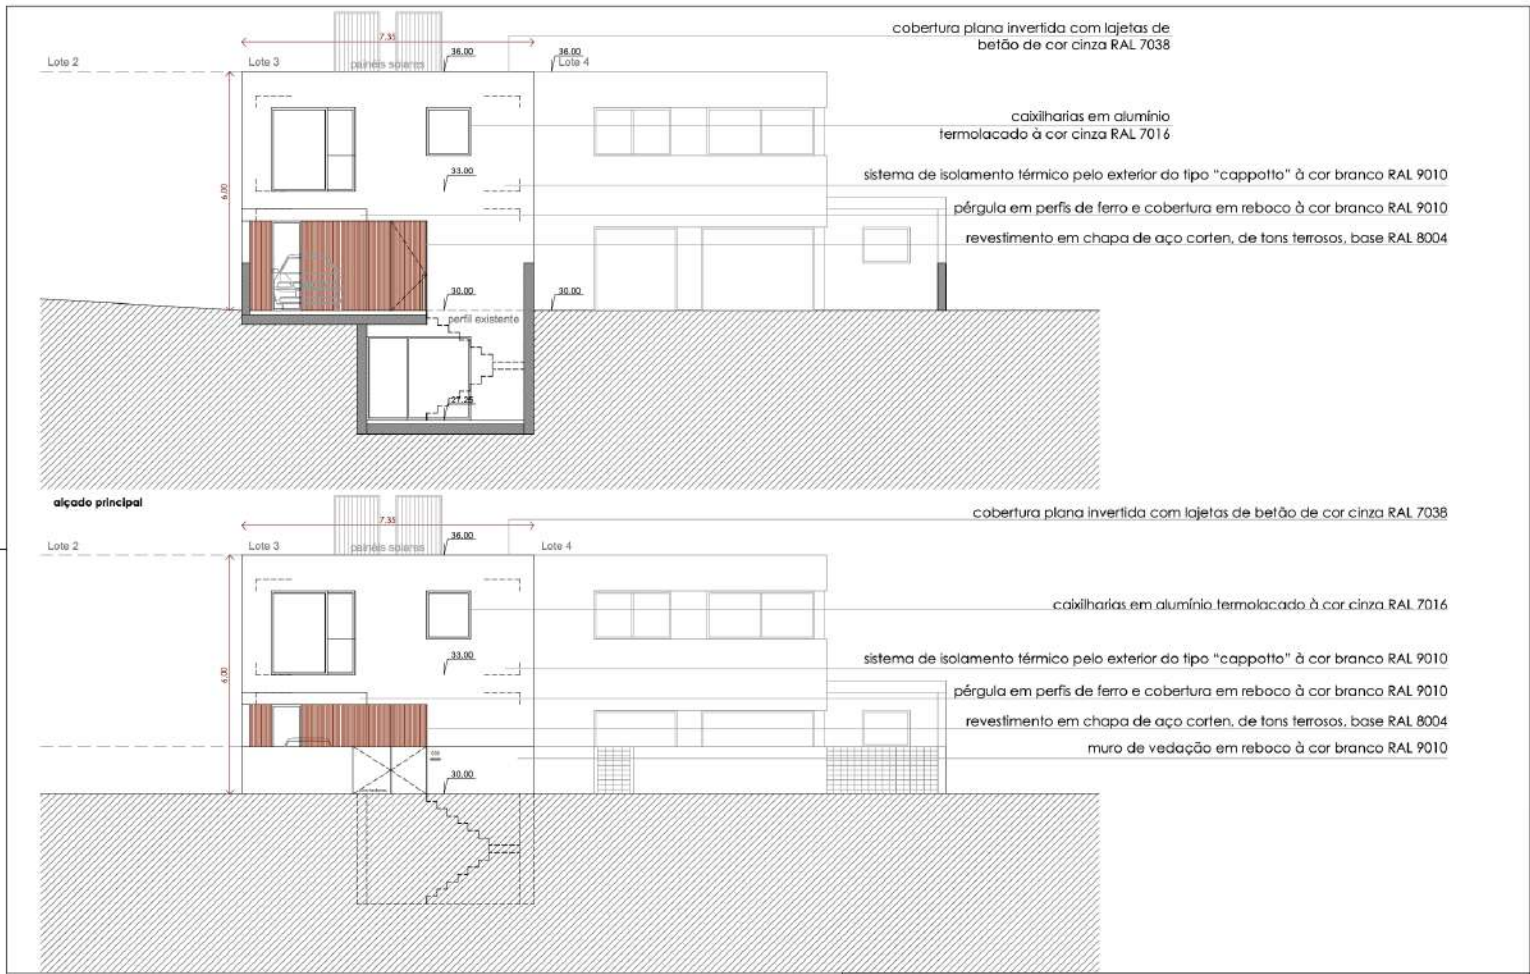 cobertura plana invertida com lajetas de
betão de cor cinza RAL 7038
7.35
36.00
36.00
Lote 2
Lote 3
painéis solares
Lote 4
caixilharias em alumínio
termolacado à cor cinza RAL 7016
33.00
sistema de isolamento térmico pelo exterior do tipo "cappotto" à cor branco RAL 9010
6.00
pérgula em perfis de ferro e cobertura em reboco à cor branco RAL 9010
revestimento em chapa de aço corten, de tons terrosos, base RAL 8004
30.00
30.00
perfil existente
27.25
alçado principal
cobertura plana invertida com lajetas de betão de cor cinza RAL 7038
7.35
36.00
Lote 2
Lote 3
painéis solares
Lote 4
caixilharias em alumínio termolacado à cor cinza RAL 7016
33.00
sistema de isolamento térmico pelo exterior do tipo "cappotto" à cor branco RAL 9010
6.00
pérgula em perfis de ferro e cobertura em reboco à cor branco RAL 9010
revestimento em chapa de aço corten, de tons terrosos, base RAL 8004
muro de vedação em reboco à cor branco RAL 9010
30.00